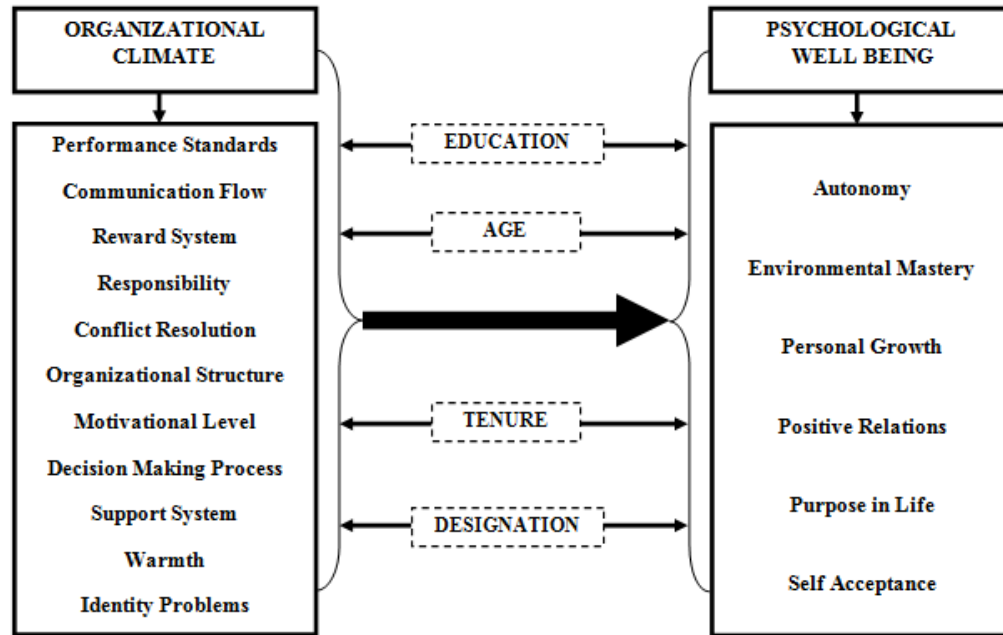 ORGANIZATIONAL
CLIMATE
Performance Standards
Communication Flow
Reward System
Responsibility
Conflict Resolution
Organizational Structure
Motivational Level
Decision Making Process
Support System
Warmth
Identity Problems
EDUCATION
AGE
TENURE
DESIGNATION
PSYCHOLOGICAL
WELL BEING
Autonomy
Environmental Mastery
Personal Growth
Positive Relations
Purpose in Life
Self Acceptance